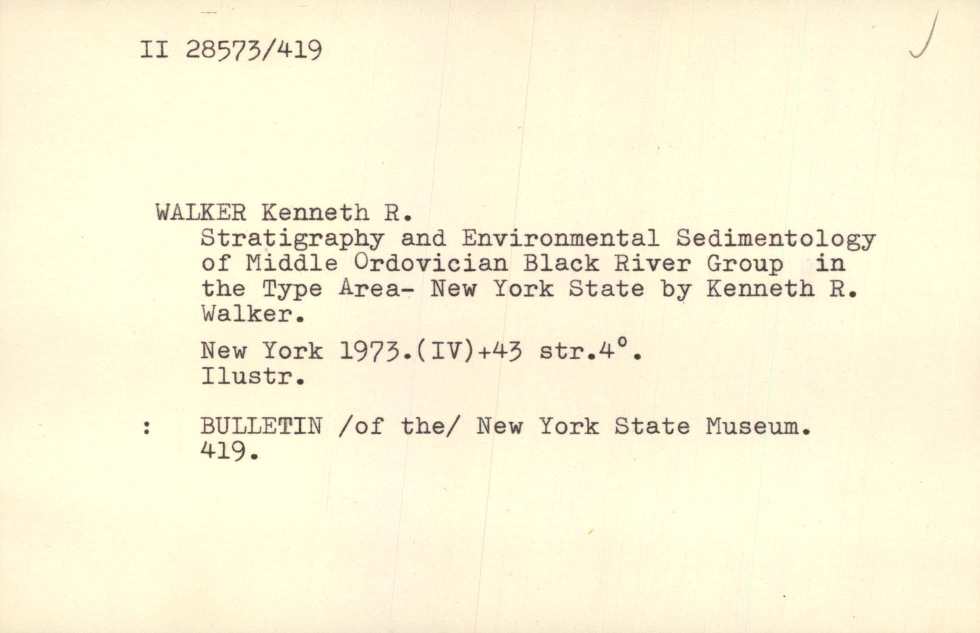 II 28573/419
WALKER Kenneth R.
Stratigraphy and Environmental Sedimentology
of Middle Ordovician Black River Group in
the Type Area- New York State by Kenneth R.
Walker.
New York 1973.(IV)+43 str.4°.
Ilustr.
: BULLETIN /of the/ New York State Museum.
419.